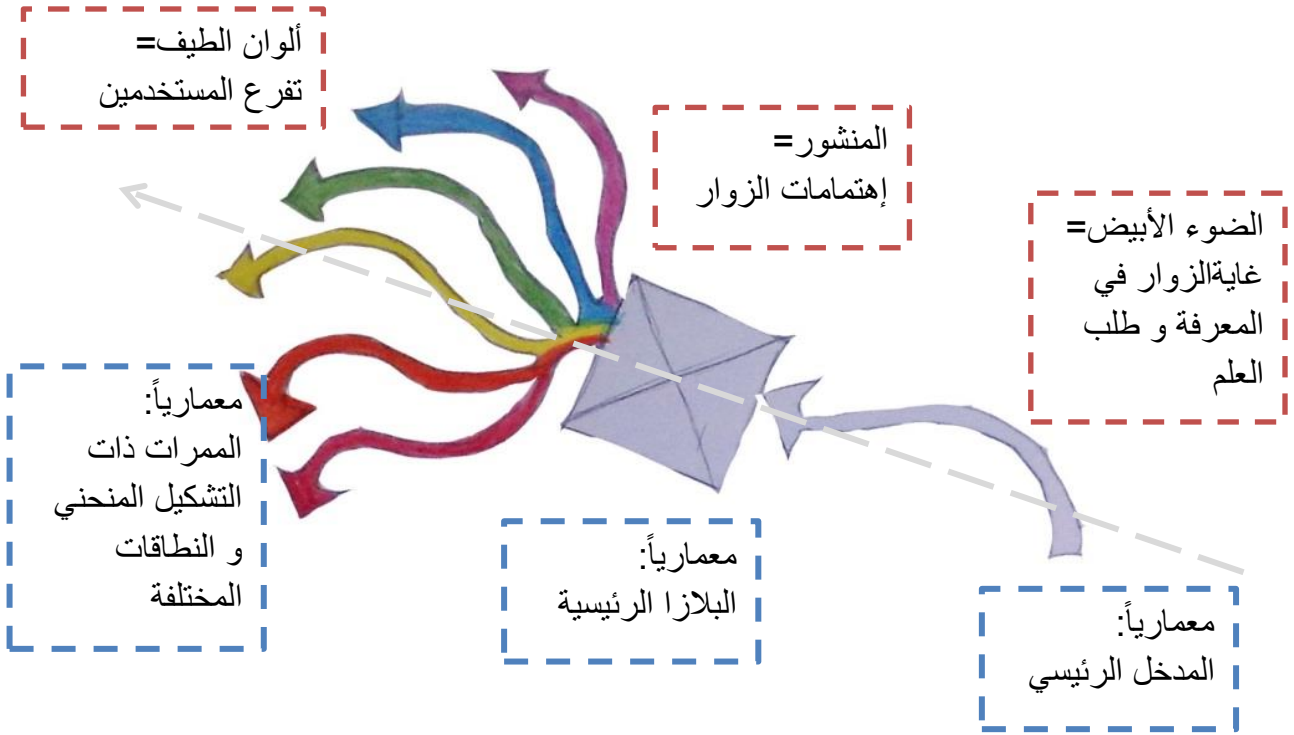 ألوان الطيف=
تفرع المستخدمين
المنشور=
إهتمامات الزوار
الضوء الأبيض=
غايةالزوار في
المعرفة و طلب
العلم
معمارياً:
الممرات ذات
التشكيل المنحني
و النطاقات
المختلفة
معمارياً:
البلازا الرئيسية
معمارياً:
المدخل الرئيسي